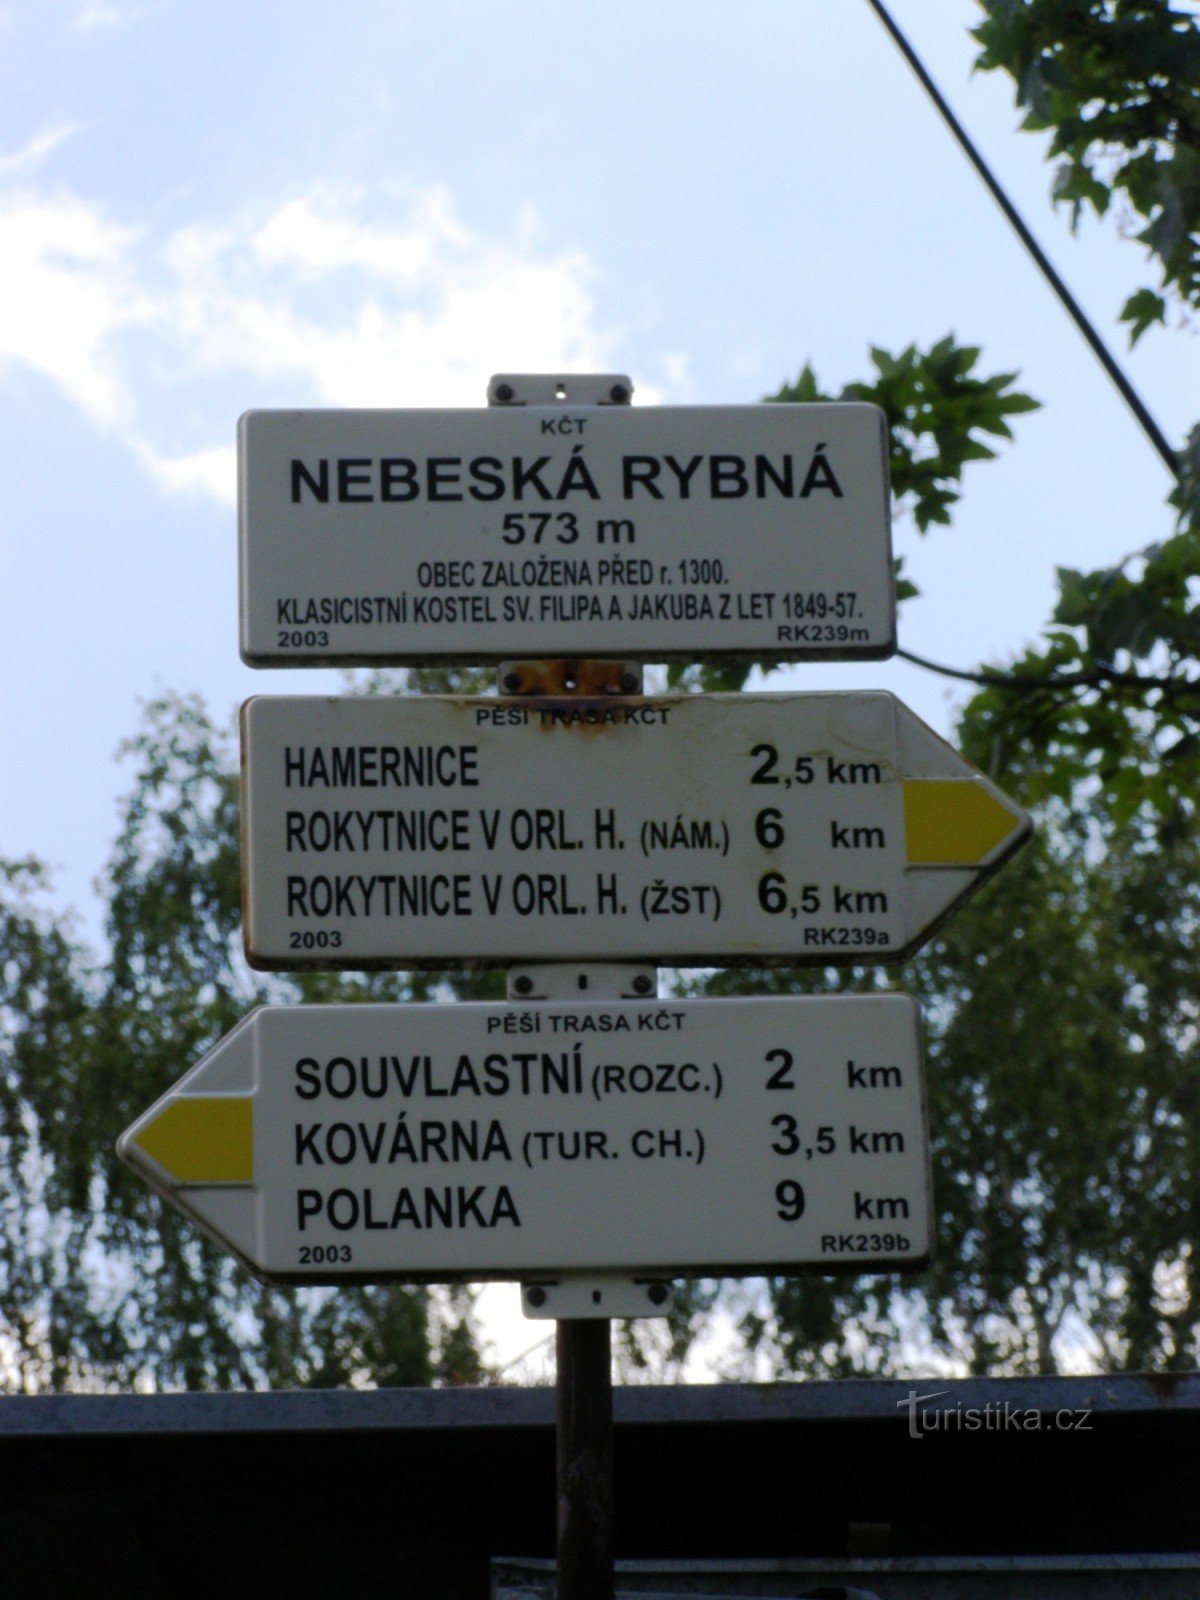 KČT
NEBESKÁ RYBNÁ
573 m
OBEC ZALOŽENA PŘED r. 1300.
KLASICISTNÍ KOSTEL SV. FILIPA A JAKUBA Z LET 1849-57.
2003 RK239m
PĚŠÍ TRASA KČT
HAMERNICE 2,5 km
ROKYTNICE V ORL. H. (NÁM.) 6 km
ROKYTNICE V ORL. H. (ŽST) 6,5 km
2003 RK239a
PĚŠÍ TRASA KČT
SOUVLASTNÍ (ROZC.) 2 km
KOVÁRNA (TUR. CH.) 3,5 km
POLANKA 9 km
2003 RK239b
Turistika.cz